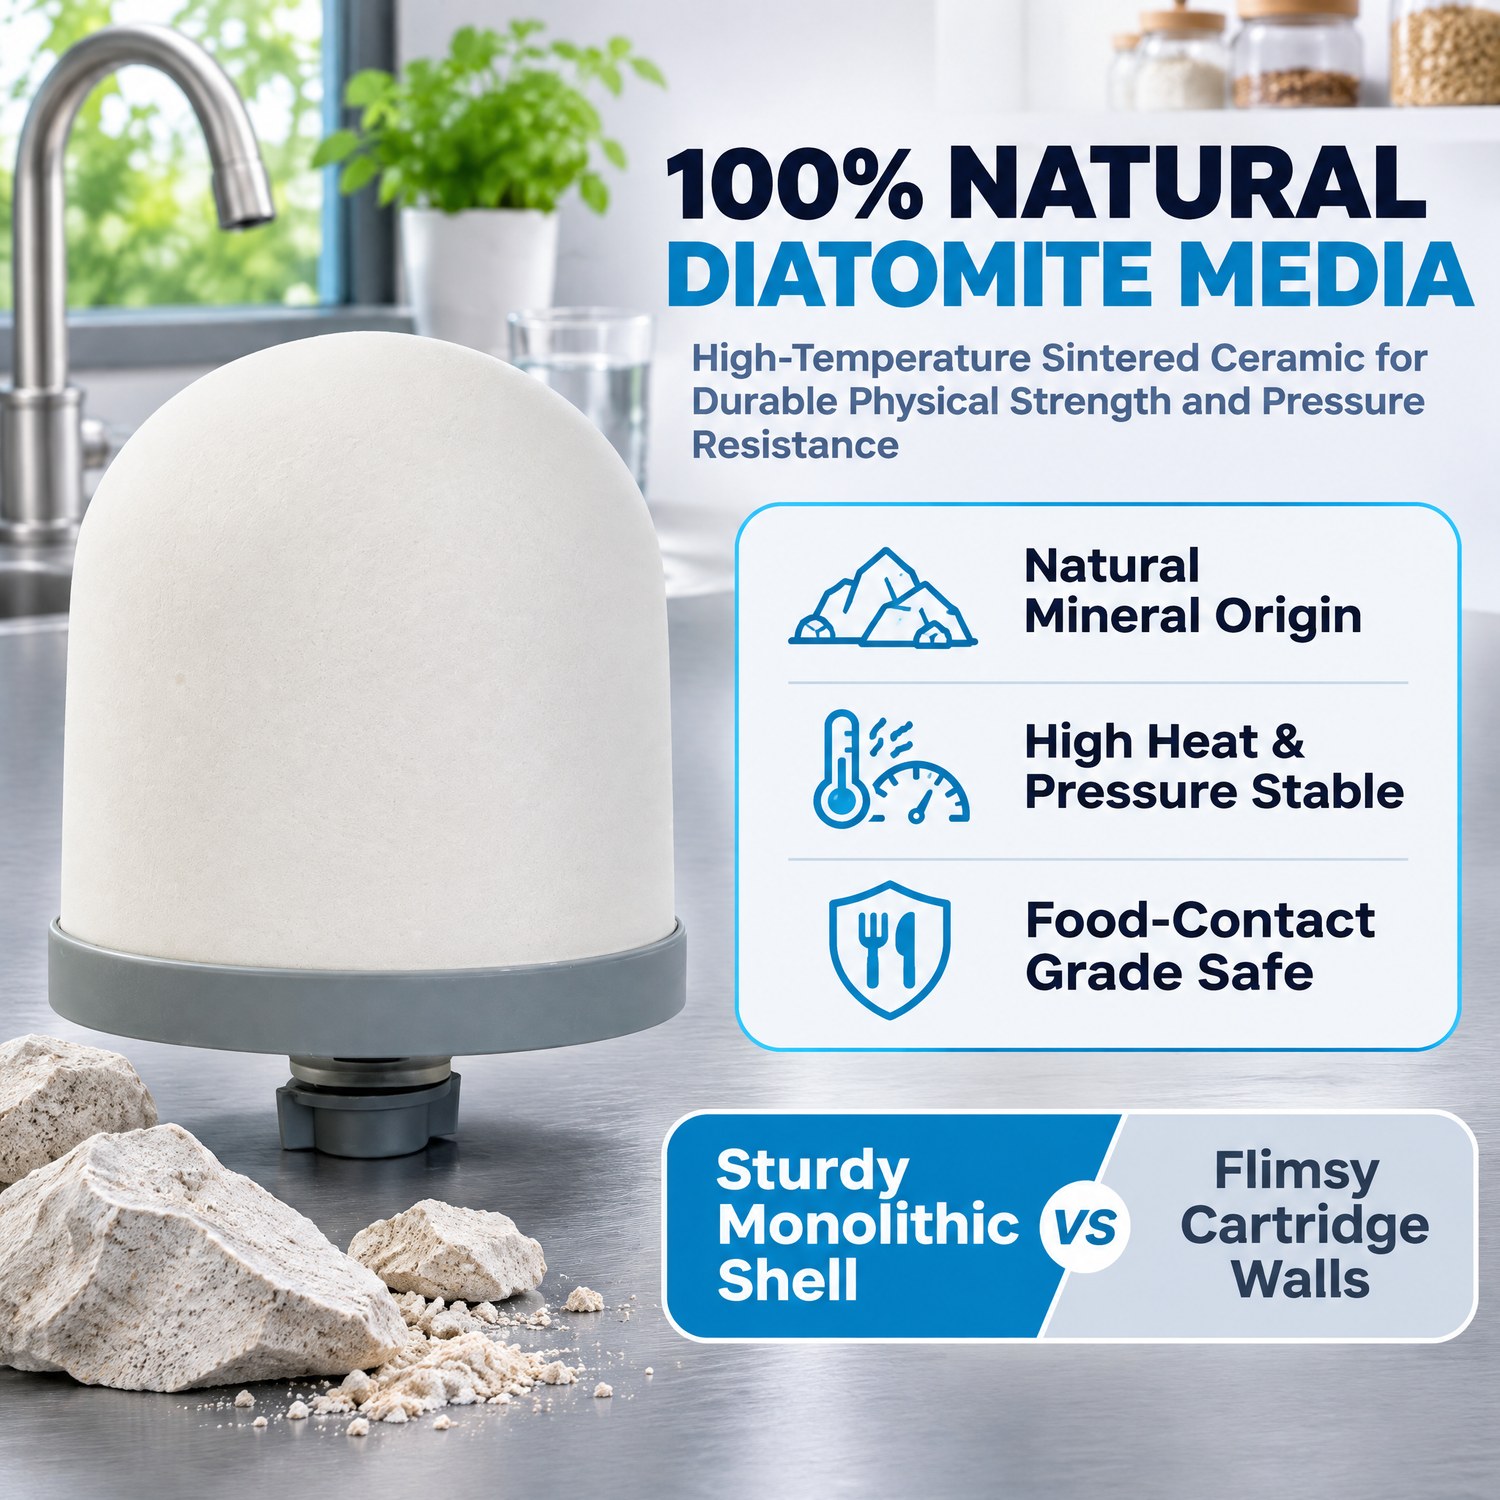 100% NATURAL
DIATOMITE MEDIA
High-Temperature Sintered Ceramic for
Durable Physical Strength and Pressure
Resistance
Natural
Mineral Origin
High Heat &
Pressure Stable
Food-Contact
Grade Safe
Sturdy
Monolithic
Shell
VS
Flimsy
Cartridge
Walls